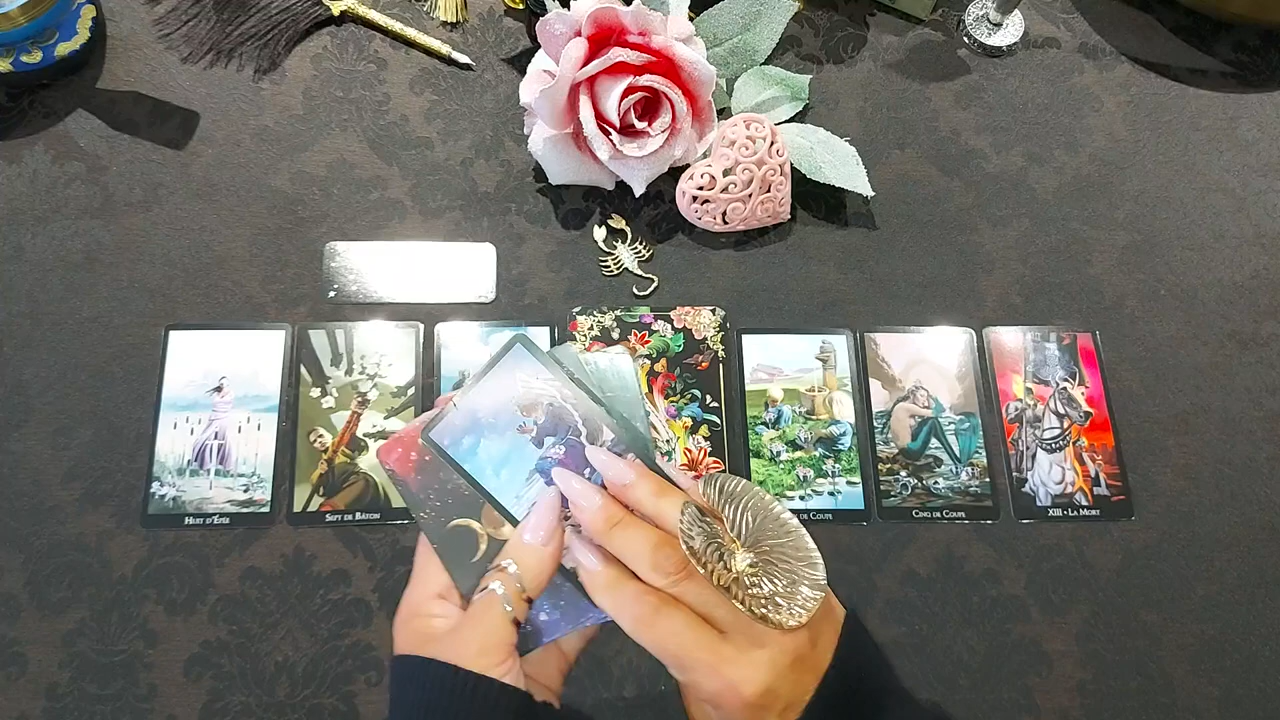 HUIT D'ÉPÉE
SEPT DE BÂTON
DE COUPE
CINQ DE COUPE
XIII • LA MORT